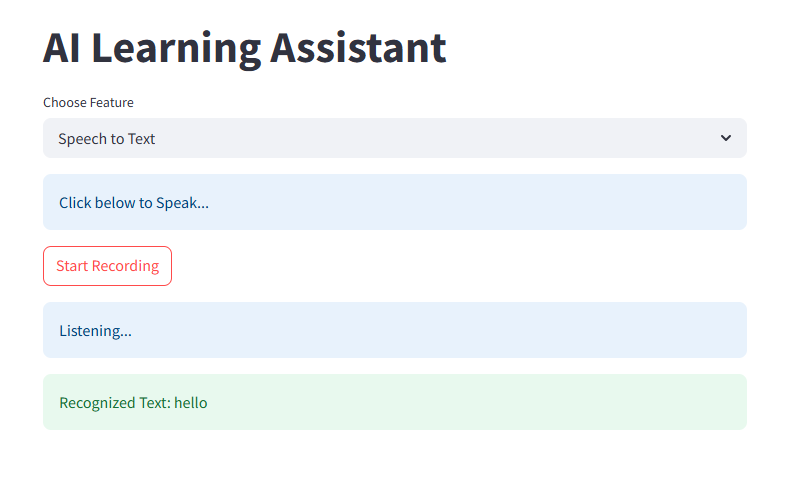 AI Learning Assistant
Choose Feature
Speech to Text
Click below to Speak...
Start Recording
Listening...
Recognized Text: hello